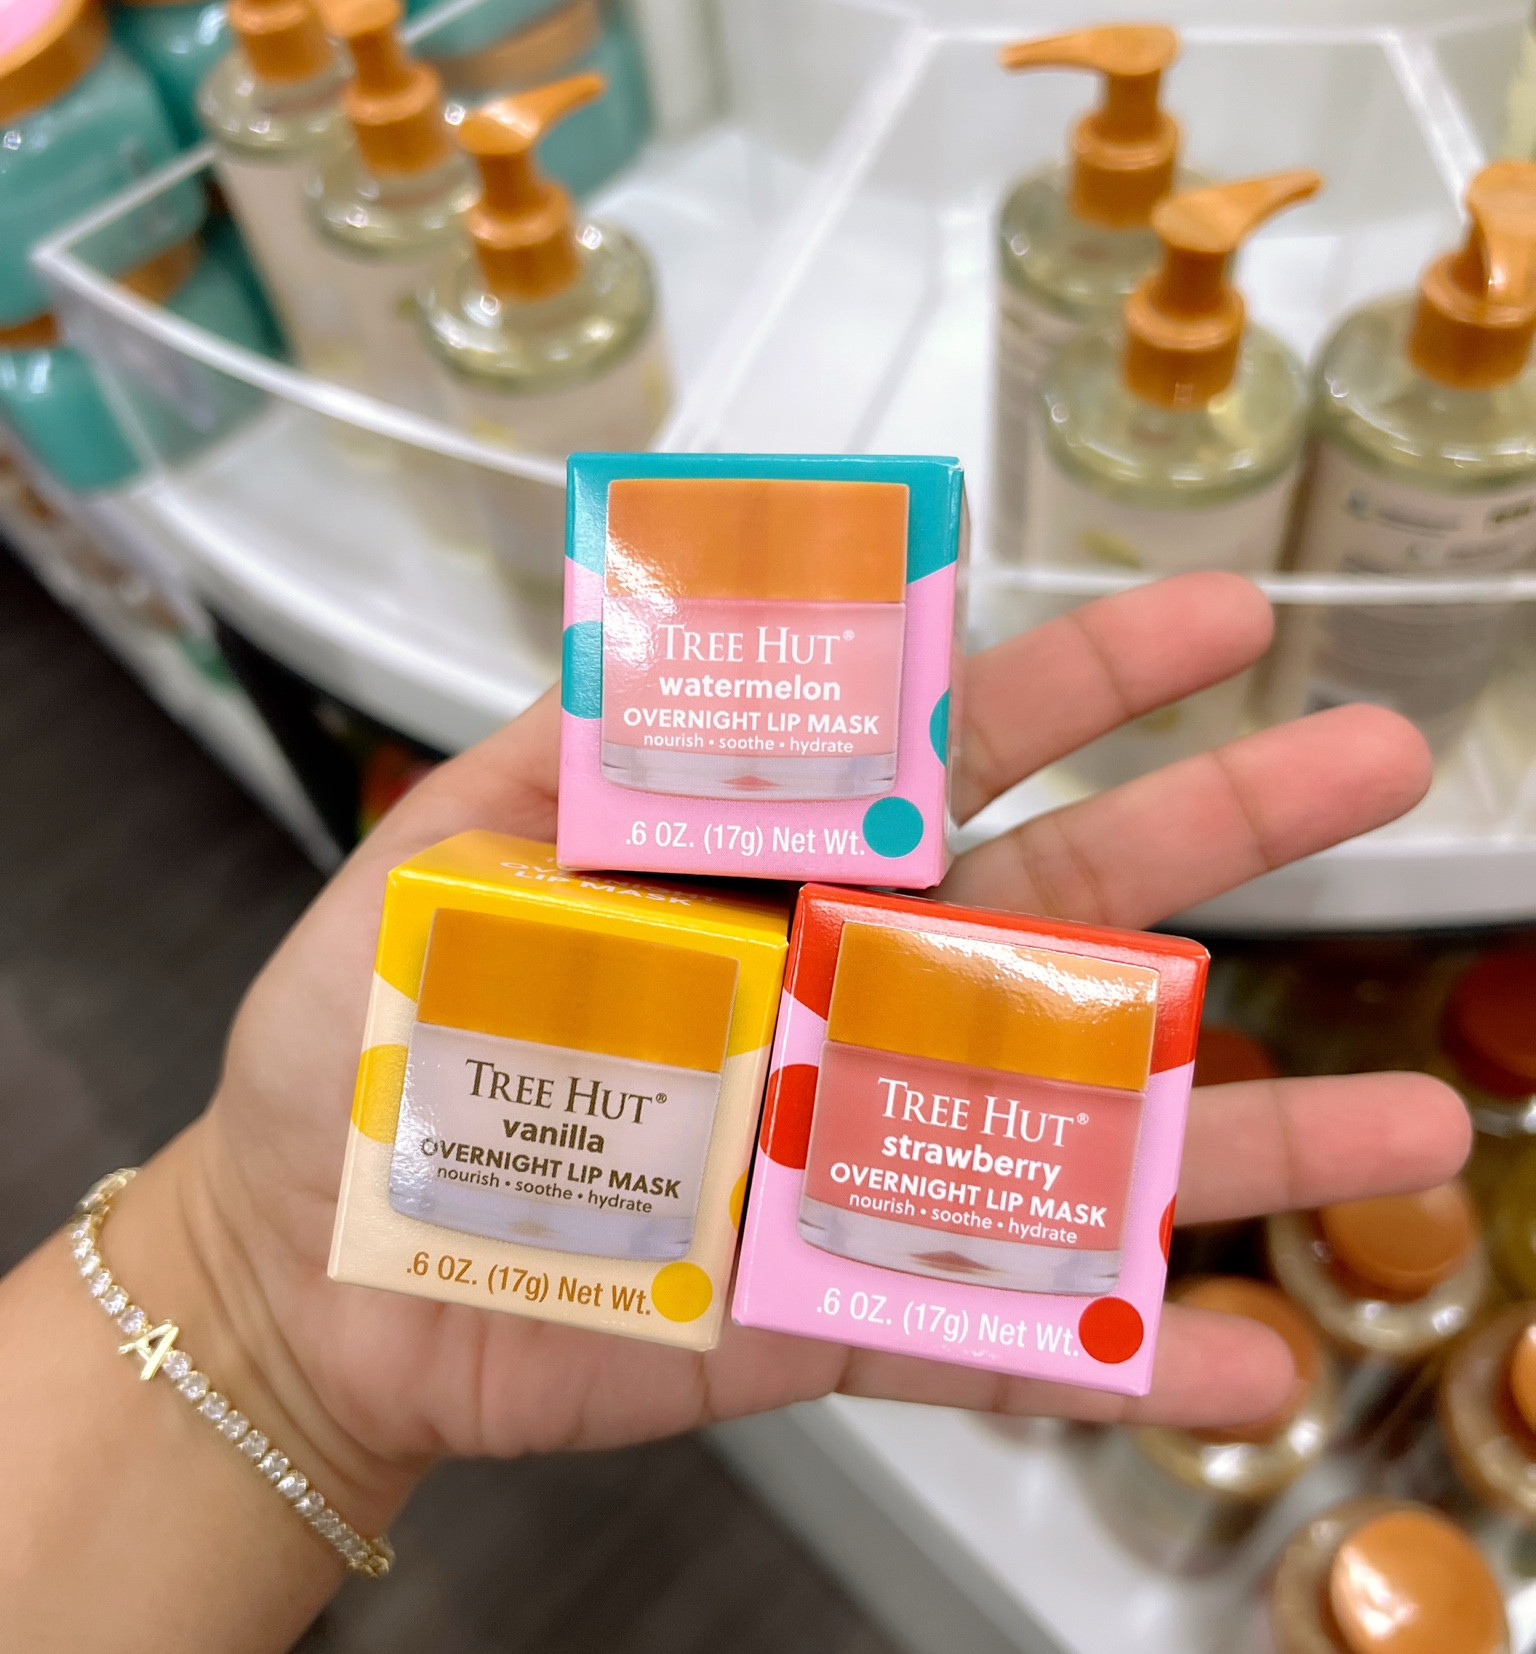 TREE HUT®
watermelon
OVERNIGHT LIP MASK
nourish • soothe • hydrate
.6 OZ. (17g) Net Wt.
LIP MASK
TREE HUT®
vanilla
OVERNIGHT LIP MASK
nourish • soothe • hydrate
.6 OZ. (17g) Net Wt.
TREE HUT®
strawberry
OVERNIGHT LIP MASK
nourish • soothe • hydrate
.6 OZ. (17g) Net Wt.
A